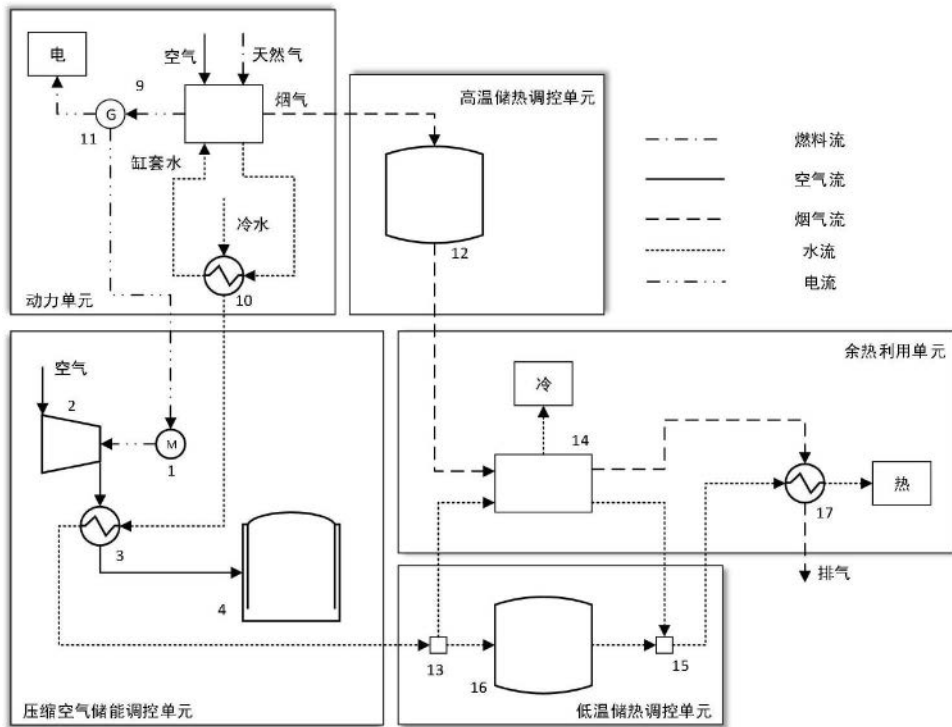 电
空气
天然气
9
G
11
烟气
缸套水
冷水
10
动力单元
高温储热调控单元
12
燃料流
空气流
烟气流
水流
电流
空气
2
M
1
3
4
压缩空气储能调控单元
余热利用单元
冷
14
热
17
排气
13
16
15
低温储热调控单元